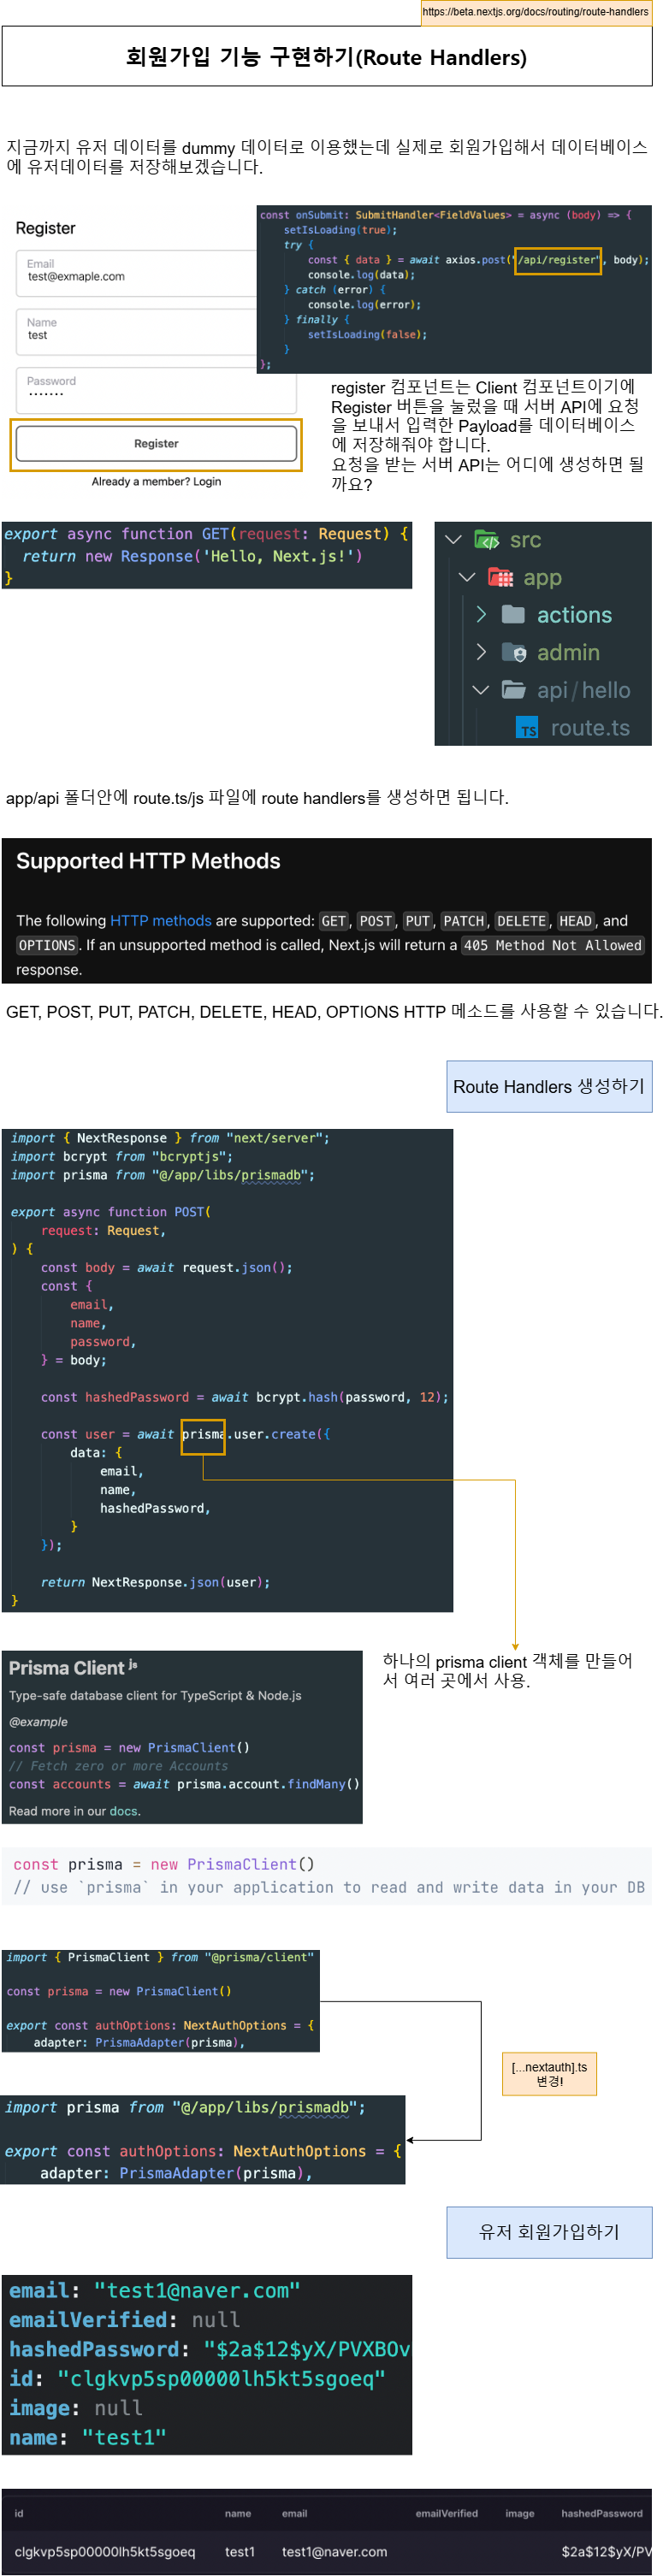 https://beta.nextjs.org/docs/routing/route-handlers
회원가입 기능 구현하기(Route Handlers)
지금까지 유저 데이터를 dummy 데이터로 이용했는데 실제로 회원가입해서 데이터베이스
에 유저데이터를 저장해보겠습니다.
Register
Email
test@exmaple.com
Name
test
Password
•••••••
Register
Already a member? Login
const onSubmit: SubmitHandler<FieldValues> = async (body) => {
setIsLoading(true);
try {
const { data } = await axios.post("/api/register", body);
console.log(data);
} catch (error) {
console.log(error);
} finally {
setIsLoading(false);
}
};
register 컴포넌트는 Client 컴포넌트이기에
Register 버튼을 눌렀을 때 서버 API에 요청
을 보내서 입력한 Payload를 데이터베이스
에 저장해줘야 합니다.
요청을 받는 서버 API는 어디에 생성하면 될
까요?
export async function GET(request: Request) {
return new Response('Hello, Next.js!')
}
src
app
actions
admin
api/hello
TS route.ts
app/api 폴더안에 route.ts/js 파일에 route handlers를 생성하면 됩니다.
Supported HTTP Methods
The following HTTP methods are supported: GET, POST, PUT, PATCH, DELETE, HEAD, and
OPTIONS. If an unsupported method is called, Next.js will return a 405 Method Not Allowed
response.
GET, POST, PUT, PATCH, DELETE, HEAD, OPTIONS HTTP 메소드를 사용할 수 있습니다.
Route Handlers 생성하기
import { NextResponse } from "next/server";
import bcrypt from "bcryptjs";
import prisma from "@/app/libs/prismadb";
export async function POST(
request: Request,
) {
const body = await request.json();
const {
email,
name,
password,
} = body;
const hashedPassword = await bcrypt.hash(password, 12);
const user = await prisma.user.create({
data: {
email,
name,
hashedPassword,
}
});
return NextResponse.json(user);
}
하나의 prisma client 객체를 만들어
서 여러 곳에서 사용.
Prisma Client js
Type-safe database client for TypeScript & Node.js
@example
const prisma = new PrismaClient()
// Fetch zero or more Accounts
const accounts = await prisma.account.findMany()
Read more in our docs.
const prisma = new PrismaClient()
// use `prisma` in your application to read and write data in your DB
import { PrismaClient } from "@prisma/client"
const prisma = new PrismaClient()
export const authOptions: NextAuthOptions = {
adapter: PrismaAdapter(prisma),
[...nextauth].ts
변경!
import prisma from "@/app/libs/prismadb";
export const authOptions: NextAuthOptions = {
adapter: PrismaAdapter(prisma),
유저 회원가입하기
email: "test1@naver.com"
emailVerified: null
hashedPassword: "$2a$12$yX/PVXBOv
id: "clgkvp5sp00000lh5kt5sgoeq"
image: null
name: "test1"
id name email emailVerified image hashedPassword
clgkvp5sp00000lh5kt5sgoeq test1 test1@naver.com $2a$12$yX/PV